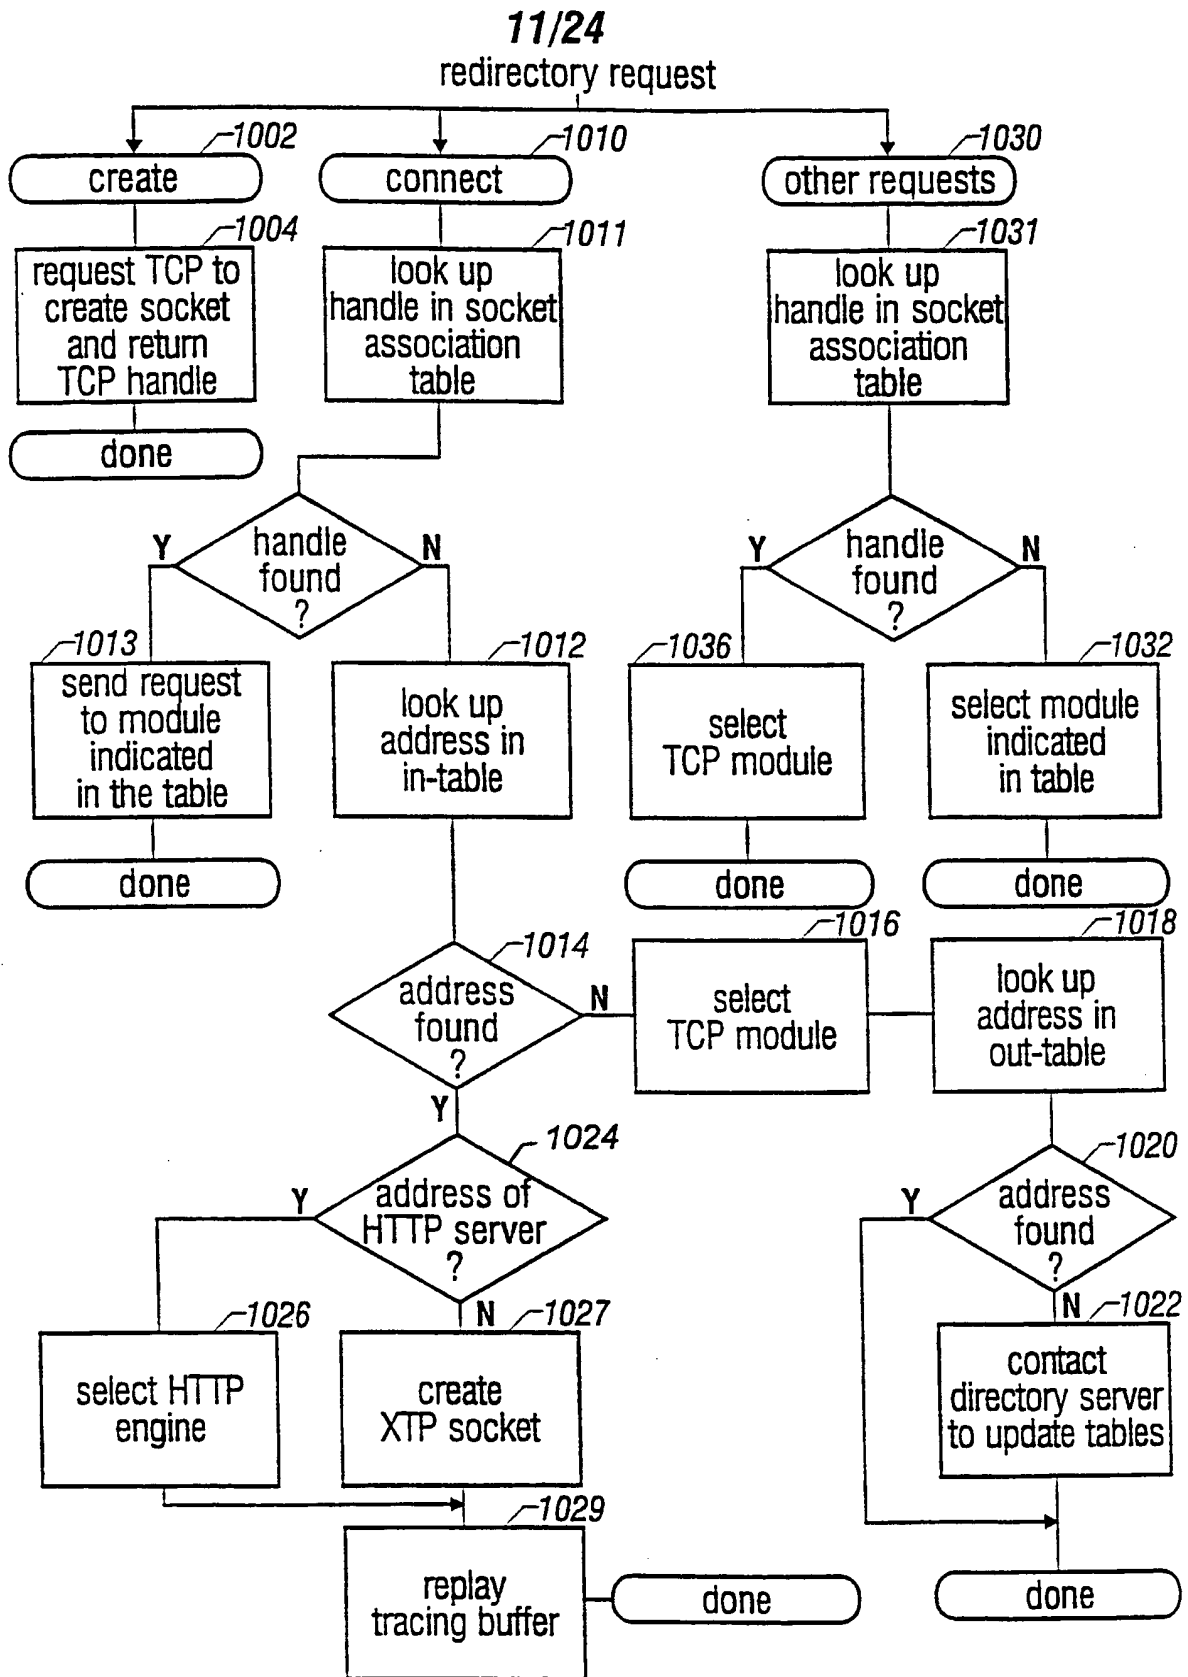 11/24
redirectory request
1002
create
1004
request TCP to
create socket
and return
TCP handle
done
1010
connect
1011
look up
handle in socket
association
table
1030
other requests
1031
look up
handle in socket
association
table
Y
handle
found
?
N
Y
handle
found
?
N
1013
send request
to module
indicated
in the table
done
1012
look up
address in
in-table
1036
select
TCP module
done
1032
select module
indicated
in table
done
1014
address
found
?
N
Y
1016
select
TCP module
1018
look up
address in
out-table
1024
address of
HTTP server
?
Y
N
1020
address
found
?
Y
N
1026
select HTTP
engine
1027
create
XTP socket
1022
contact
directory server
to update tables
1029
replay
tracing buffer
done
done